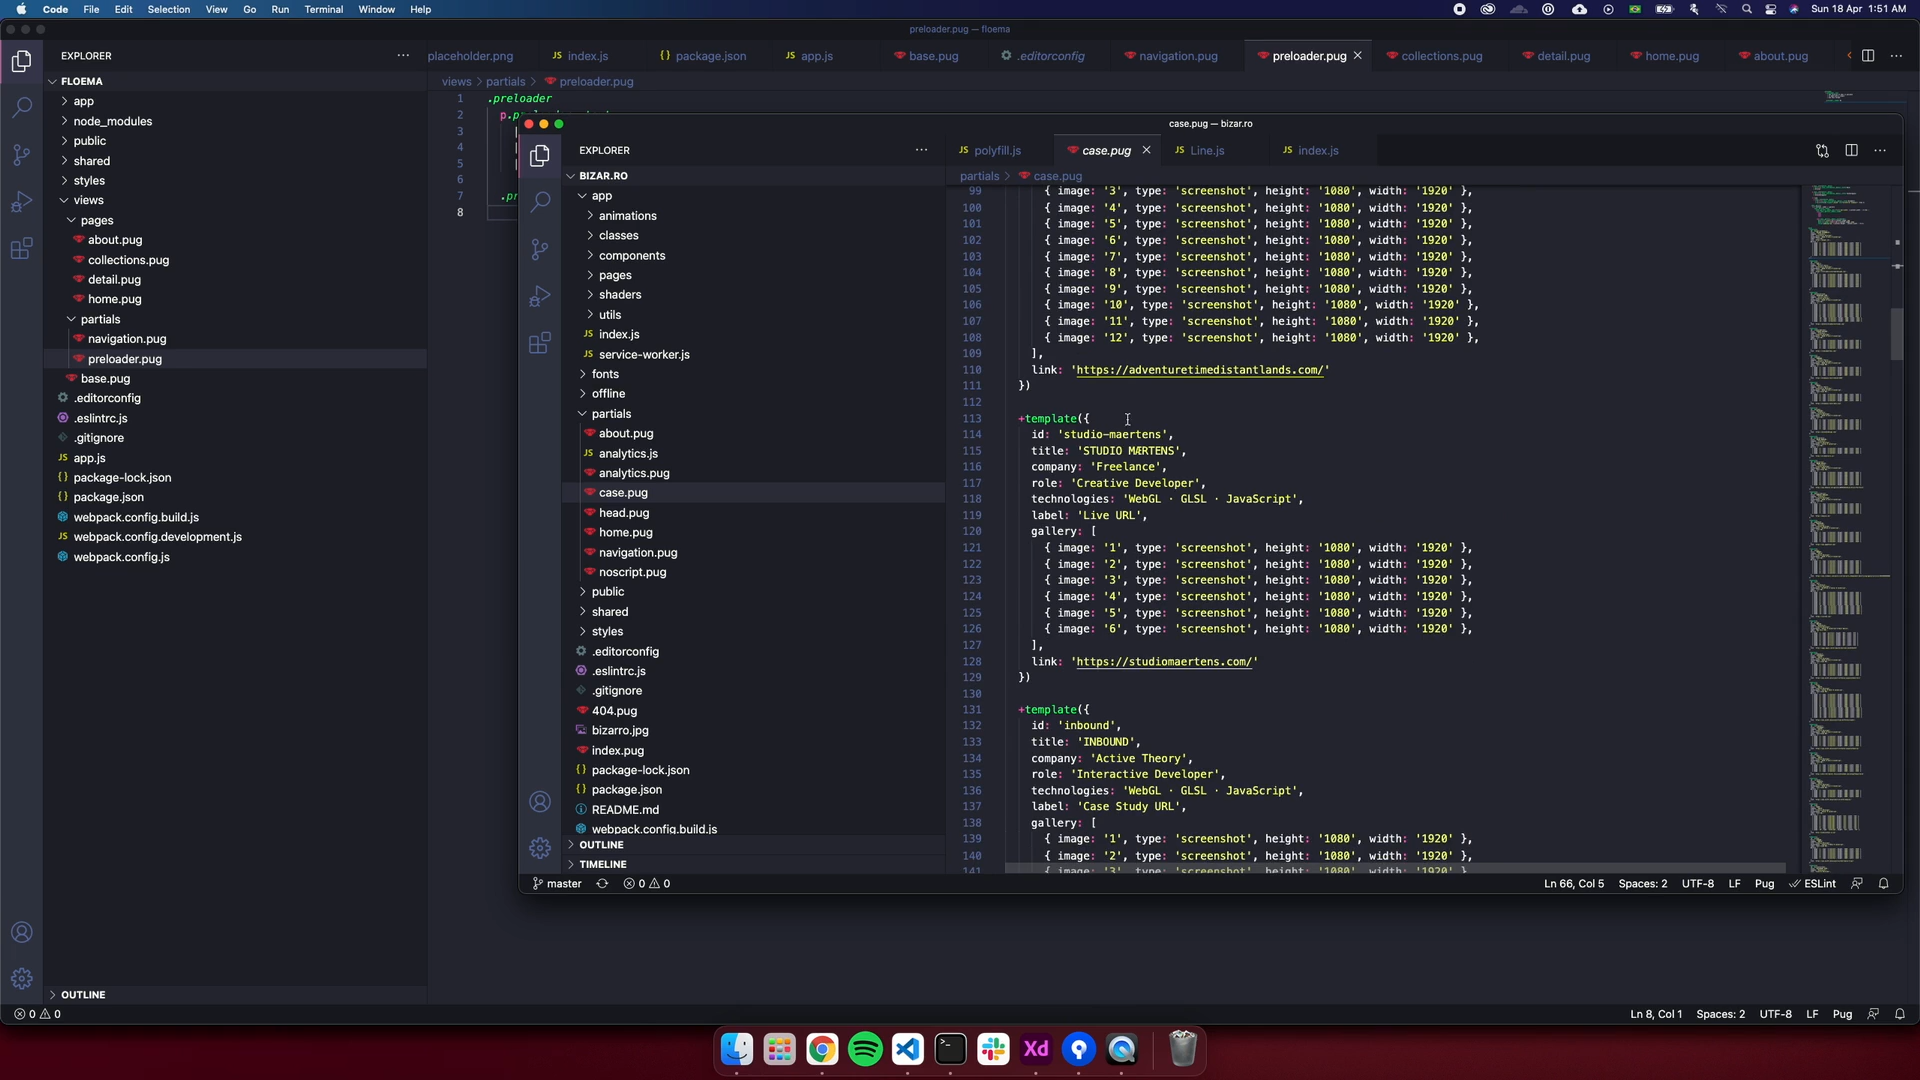 Code File Edit Selection View Go Run Terminal Window Help
Sun 18 Apr 1:51 AM
preloader.pug — floema
EXPLORER
placeholder.png index.js package.json app.js base.pug .editorconfig navigation.pug preloader.pug collections.pug detail.pug home.pug about.pug
FLOEMA
app
node_modules
public
shared
styles
views
pages
about.pug
collections.pug
detail.pug
home.pug
partials
navigation.pug
preloader.pug
base.pug
.editorconfig
.eslintrc.js
.gitignore
app.js
package-lock.json
package.json
webpack.config.build.js
webpack.config.development.js
webpack.config.js
OUTLINE
views > partials > preloader.pug
1 .preloader
2
3
4
5
6
7
8
case.pug — bizar.ro
EXPLORER
polyfill.js case.pug Line.js index.js
BIZAR.RO
app
animations
classes
components
pages
shaders
utils
index.js
service-worker.js
fonts
offline
partials
about.pug
analytics.js
analytics.pug
case.pug
head.pug
home.pug
navigation.pug
noscript.pug
public
shared
styles
.editorconfig
.eslintrc.js
.gitignore
404.pug
bizarro.jpg
index.pug
package-lock.json
package.json
README.md
webpack.config.build.js
OUTLINE
TIMELINE
partials > case.pug
99 { image: '3', type: 'screenshot', height: '1080', width: '1920' },
100 { image: '4', type: 'screenshot', height: '1080', width: '1920' },
101 { image: '5', type: 'screenshot', height: '1080', width: '1920' },
102 { image: '6', type: 'screenshot', height: '1080', width: '1920' },
103 { image: '7', type: 'screenshot', height: '1080', width: '1920' },
104 { image: '8', type: 'screenshot', height: '1080', width: '1920' },
105 { image: '9', type: 'screenshot', height: '1080', width: '1920' },
106 { image: '10', type: 'screenshot', height: '1080', width: '1920' },
107 { image: '11', type: 'screenshot', height: '1080', width: '1920' },
108 { image: '12', type: 'screenshot', height: '1080', width: '1920' },
109 ],
110 link: 'https://adventuretimedistantlands.com/'
111 })
112
113 +template({
114 id: 'studio-maertens',
115 title: 'STUDIO MÆRTENS',
116 company: 'Freelance',
117 role: 'Creative Developer',
118 technologies: 'WebGL · GLSL · JavaScript',
119 label: 'Live URL',
120 gallery: [
121 { image: '1', type: 'screenshot', height: '1080', width: '1920' },
122 { image: '2', type: 'screenshot', height: '1080', width: '1920' },
123 { image: '3', type: 'screenshot', height: '1080', width: '1920' },
124 { image: '4', type: 'screenshot', height: '1080', width: '1920' },
125 { image: '5', type: 'screenshot', height: '1080', width: '1920' },
126 { image: '6', type: 'screenshot', height: '1080', width: '1920' },
127 ],
128 link: 'https://studiomaertens.com/'
129 })
130
131 +template({
132 id: 'inbound',
133 title: 'INBOUND',
134 company: 'Active Theory',
135 role: 'Interactive Developer',
136 technologies: 'WebGL · GLSL · JavaScript',
137 label: 'Case Study URL',
138 gallery: [
139 { image: '1', type: 'screenshot', height: '1080', width: '1920' },
140 { image: '2', type: 'screenshot', height: '1080', width: '1920' },
141 { image: '3', type: 'screenshot', height: '1080', width: '1920' },
master 0 0 Ln 66, Col 5 Spaces: 2 UTF-8 LF Pug ESLint
0 0 Ln 8, Col 1 Spaces: 2 UTF-8 LF Pug
Xd